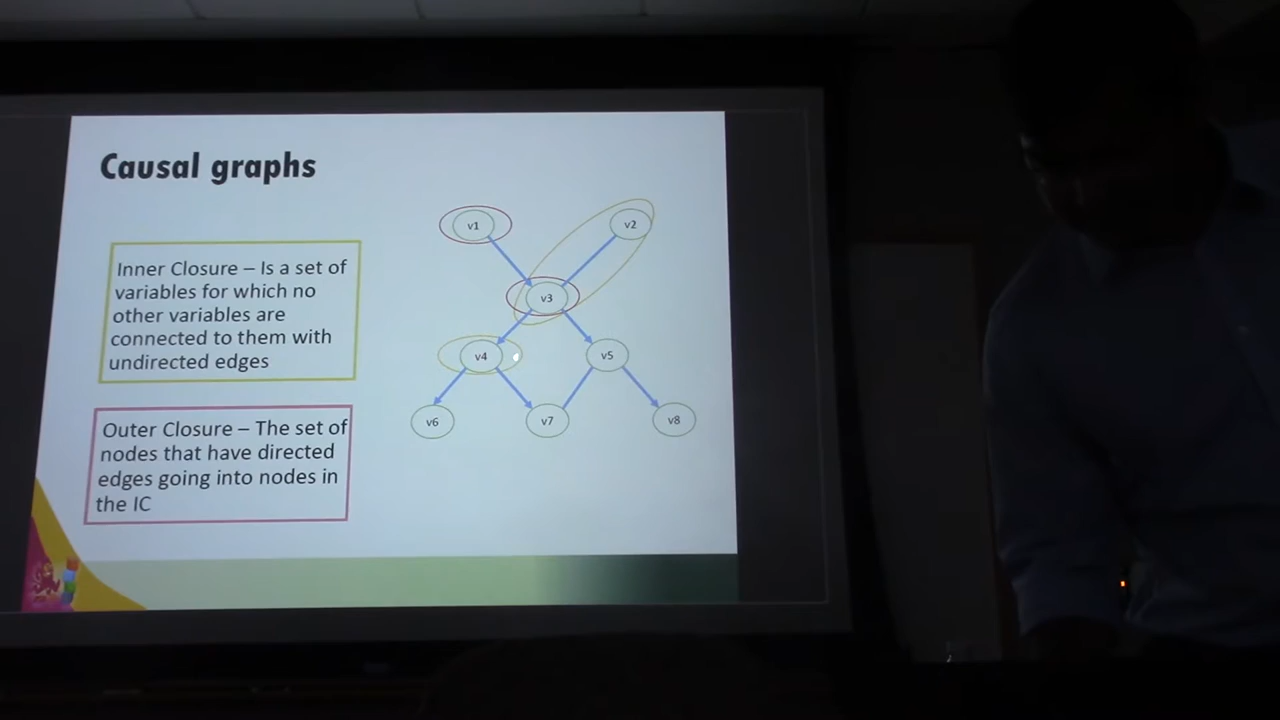 Causal graphs
Inner Closure – Is a set of
variables for which no
other variables are
connected to them with
undirected edges
Outer Closure – The set of
nodes that have directed
edges going into nodes in
the IC
v1
v2
v3
v4
v5
v6
v7
v8